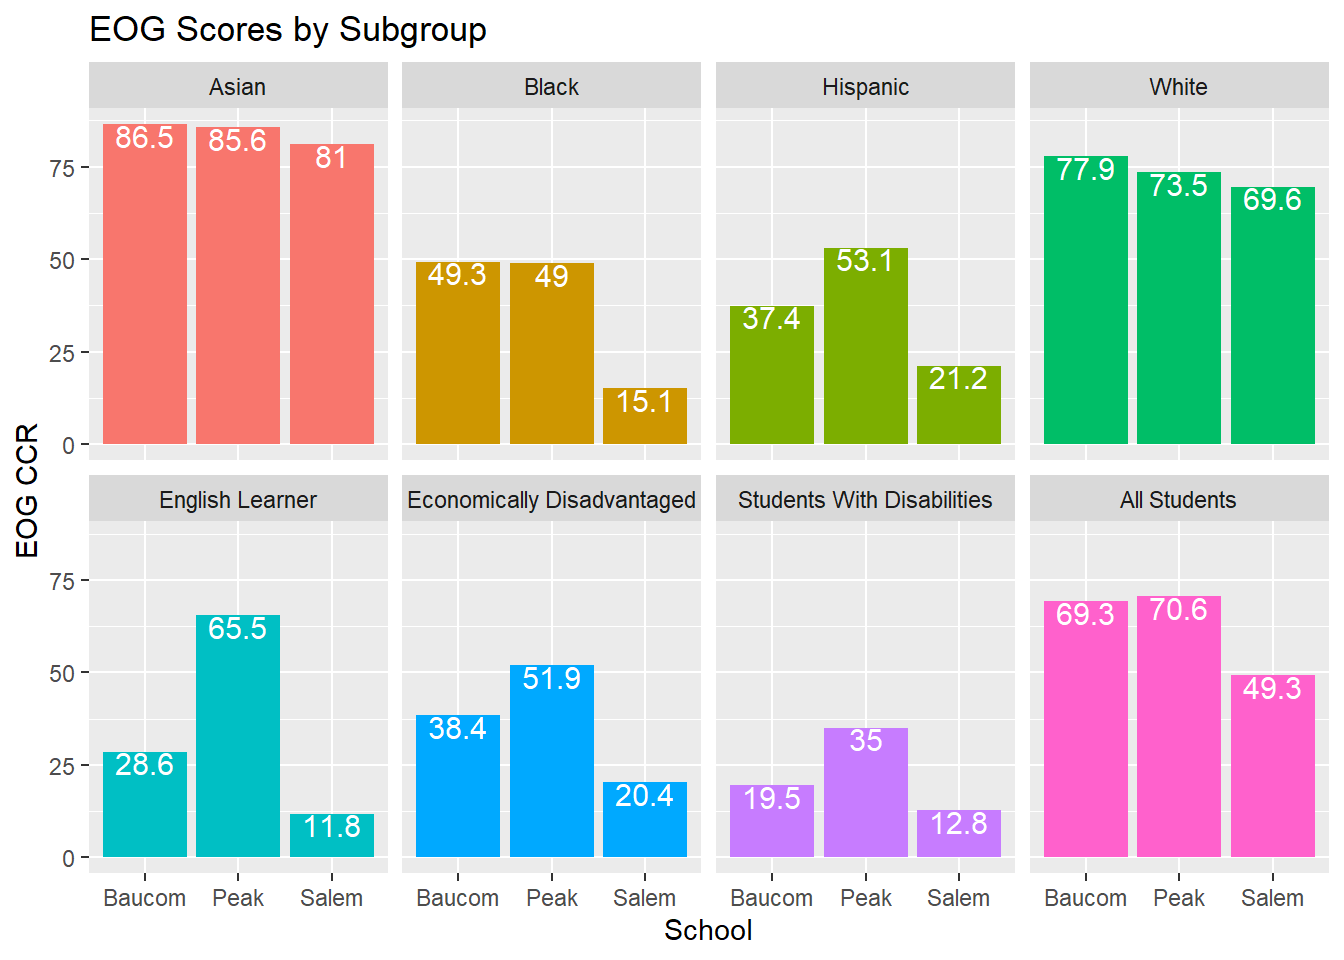 EOG Scores by Subgroup
Asian Black Hispanic White
86.5 85.6 81 49.3 49 15.1 37.4 53.1 21.2 77.9 73.5 69.6
75
50
25
0
EOG CCR
English Learner Economically Disadvantaged Students With Disabilities All Students
28.6 65.5 11.8 38.4 51.9 20.4 19.5 35 12.8 69.3 70.6 49.3
75
50
25
0
Baucom Peak Salem Baucom Peak Salem Baucom Peak Salem Baucom Peak Salem
School